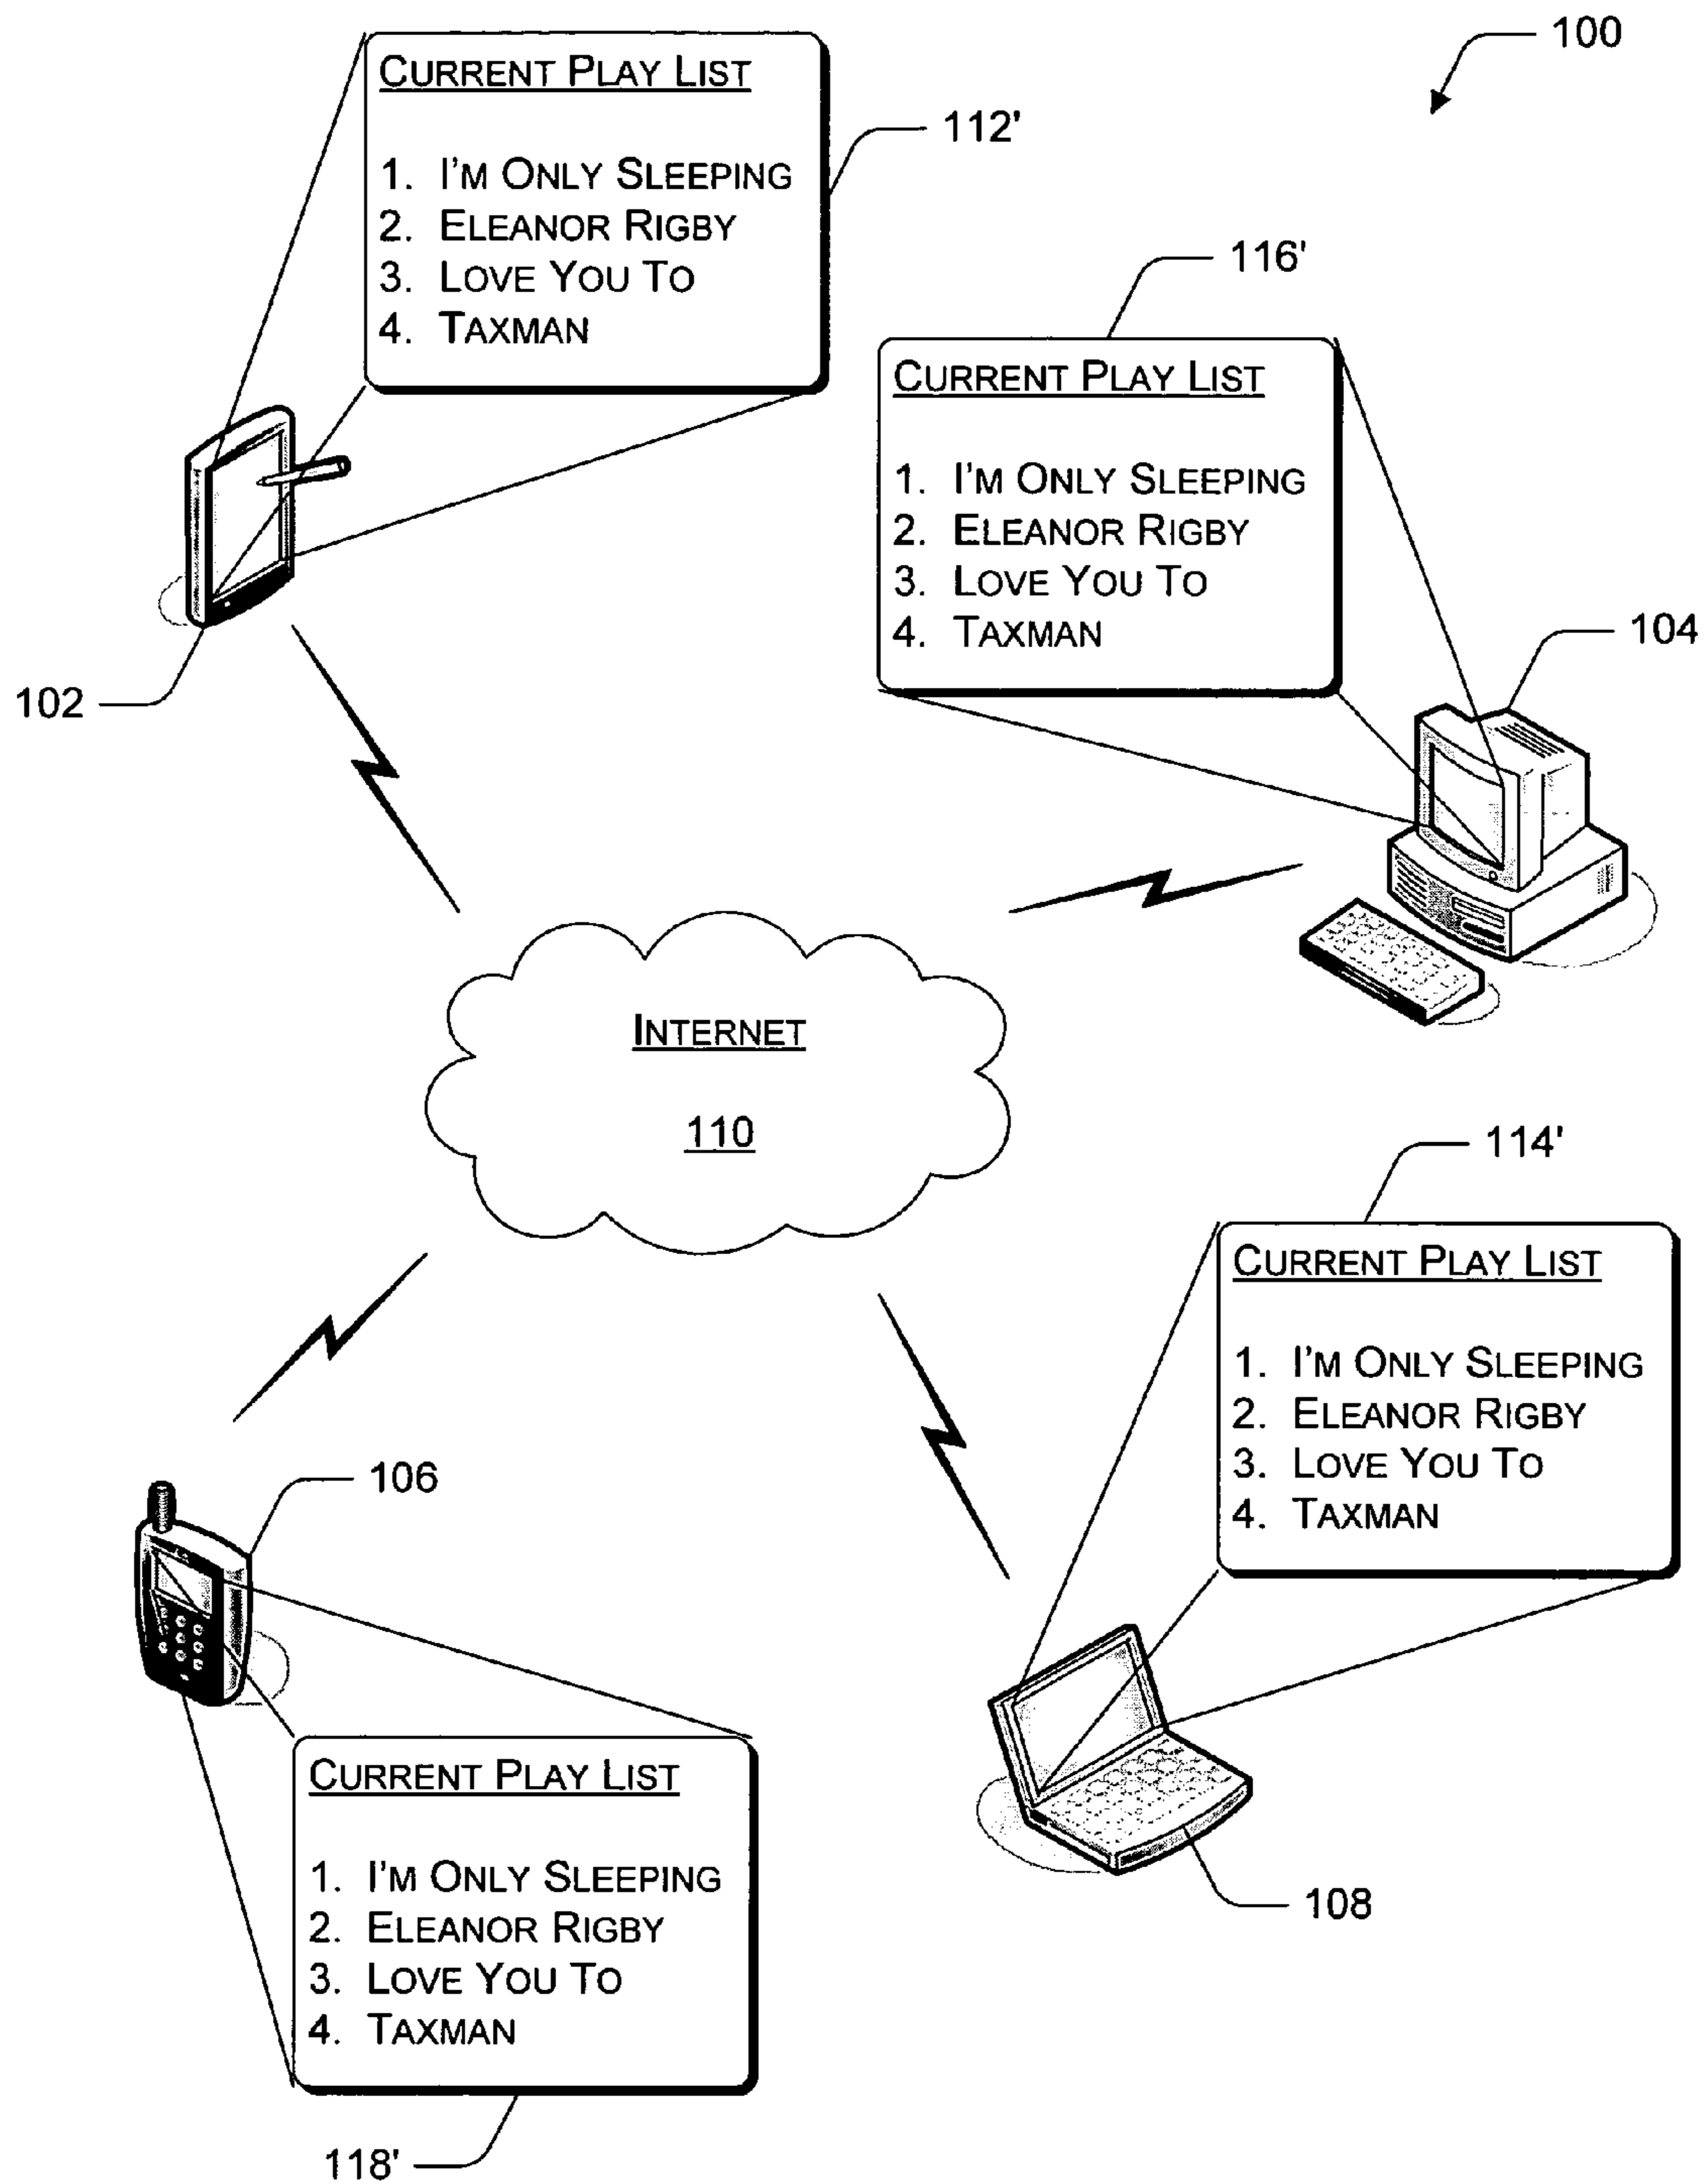 100
CURRENT PLAY LIST
1. I'M ONLY SLEEPING
2. ELEANOR RIGBY
3. LOVE YOU TO
4. TAXMAN
112'
116'
CURRENT PLAY LIST
1. I'M ONLY SLEEPING
2. ELEANOR RIGBY
3. LOVE YOU TO
4. TAXMAN
104
102
INTERNET
110
114'
CURRENT PLAY LIST
1. I'M ONLY SLEEPING
2. ELEANOR RIGBY
3. LOVE YOU TO
4. TAXMAN
106
108
CURRENT PLAY LIST
1. I'M ONLY SLEEPING
2. ELEANOR RIGBY
3. LOVE YOU TO
4. TAXMAN
118'